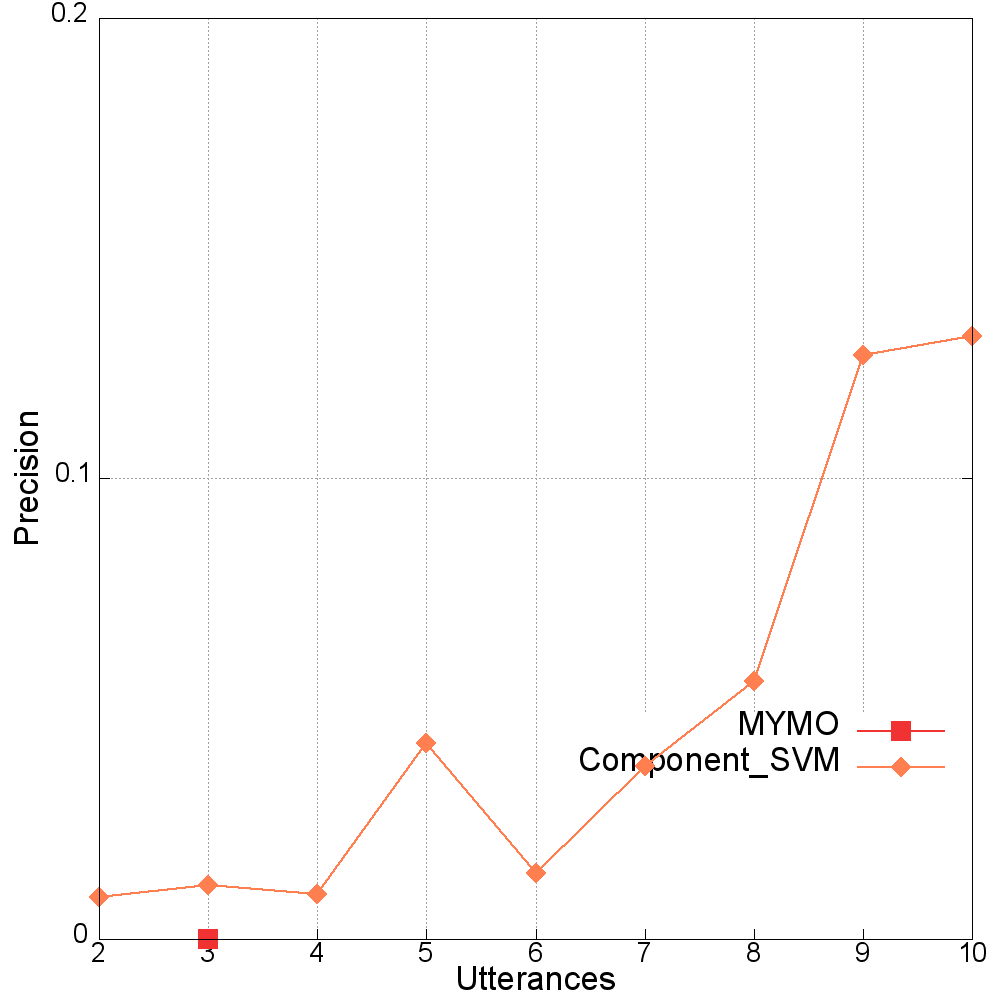 0.2
0.1
0
Precision
MYMO
Component_SVM
2 3 4 5 6 7 8 9 10
Utterances